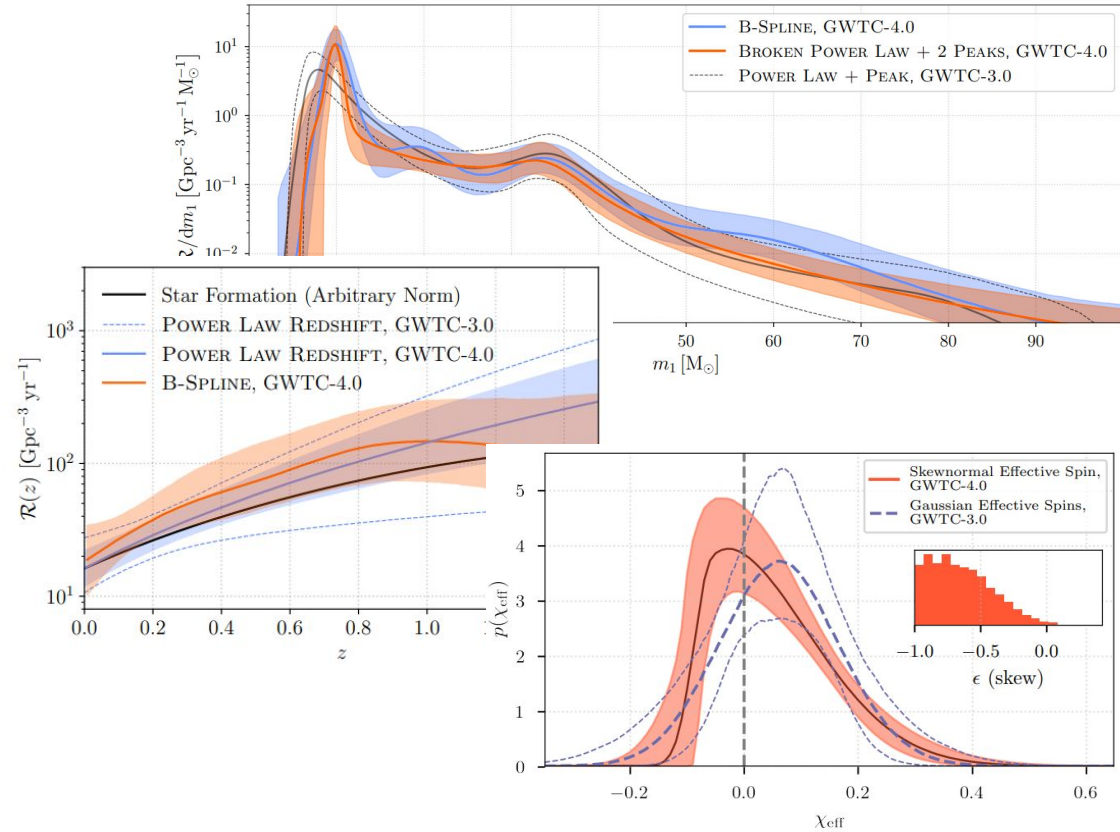 B-Spline, GWTC-4.0
Broken Power Law + 2 Peaks, GWTC-4.0
Power Law + Peak, GWTC-3.0
/dm₁ [Gpc⁻³ yr⁻¹ M⊙⁻¹]
10¹
10⁰
10⁻¹
10⁻²
50
60
70
80
90
m₁ [M⊙]
Star Formation (Arbitrary Norm)
Power Law Redshift, GWTC-3.0
Power Law Redshift, GWTC-4.0
B-Spline, GWTC-4.0
ℛ(z) [Gpc⁻³ yr⁻¹]
10³
10²
10¹
0.0
0.2
0.4
0.6
0.8
1.0
z
Skewnormal Effective Spin,
GWTC-4.0
Gaussian Effective Spins,
GWTC-3.0
p(χeff)
5
4
3
2
1
0
−1.0
−0.5
0.0
ϵ (skew)
−0.2
0.0
0.2
0.4
0.6
χeff